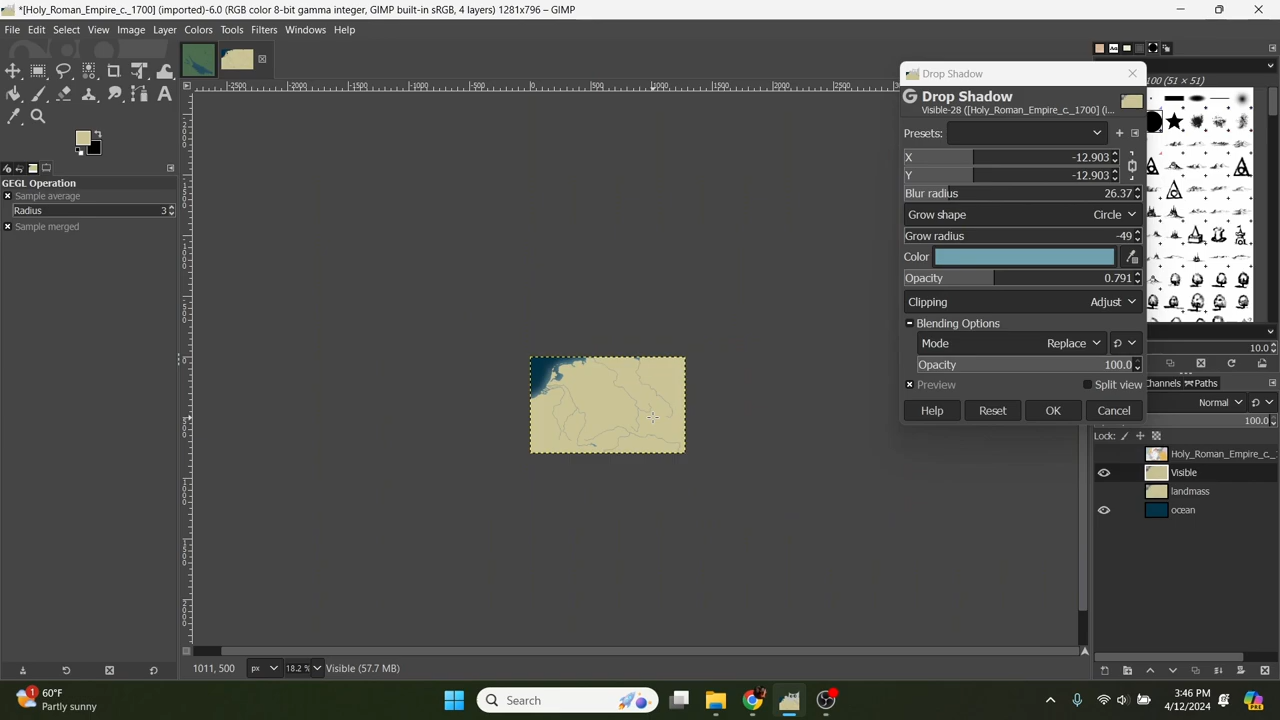 *[Holy_Roman_Empire_c._1700] (imported)-6.0 (RGB color 8-bit gamma integer, GIMP built-in sRGB, 4 layers) 1281x796 – GIMP
File Edit Select View Image Layer Colors Tools Filters Windows Help
GEGL Operation
Sample average
Radius 3
Sample merged
Drop Shadow
Drop Shadow
Visible-28 ([Holy_Roman_Empire_c._1700] (i...
Presets:
X -12.903
Y -12.903
Blur radius 26.37
Grow shape Circle
Grow radius -49
Color
Opacity 0.791
Clipping Adjust
Blending Options
Mode Replace
Opacity 100.0
Preview Split view
Help Reset OK Cancel
100 (51 × 51)
10.0
Channels Paths
Normal
100.0
Lock:
Holy_Roman_Empire_c._1
Visible
landmass
ocean
1011, 500 px 18.2 % Visible (57.7 MB)
1 60°F
Partly sunny
Search
3:46 PM
4/12/2024